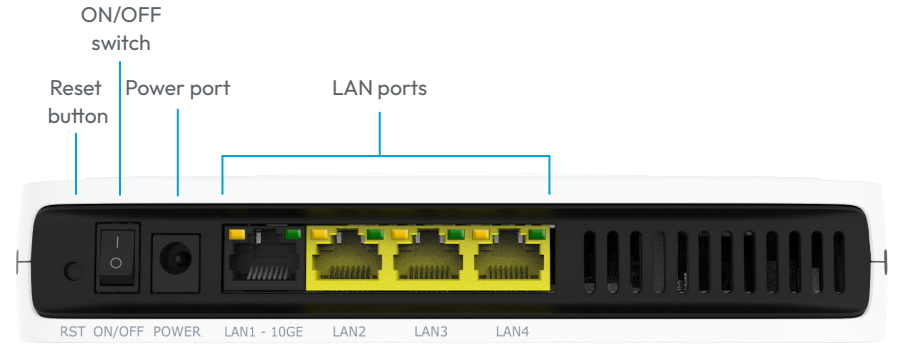 ON/OFF
switch
Reset
button
Power port
LAN ports
|
O
RST ON/OFF POWER LAN1 - 10GE LAN2 LAN3 LAN4